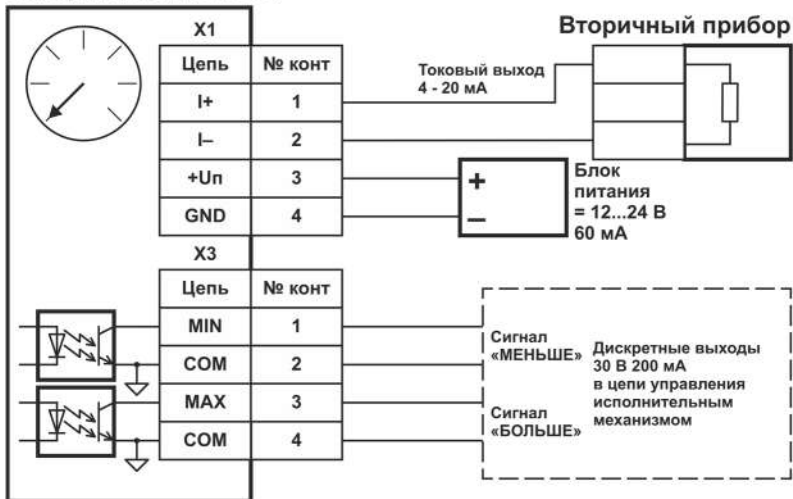 X1
Вторичный прибор
Цепь № конт
Токовый выход
4 - 20 мА
I+ 1
I– 2
+Uп 3
GND 4
+
–
Блок
питания
= 12...24 В
60 мА
X3
Цепь № конт
MIN 1
COM 2
MAX 3
COM 4
Сигнал
«МЕНЬШЕ»
Сигнал
«БОЛЬШЕ»
Дискретные выходы
30 В 200 мА
в цепи управления
исполнительным
механизмом